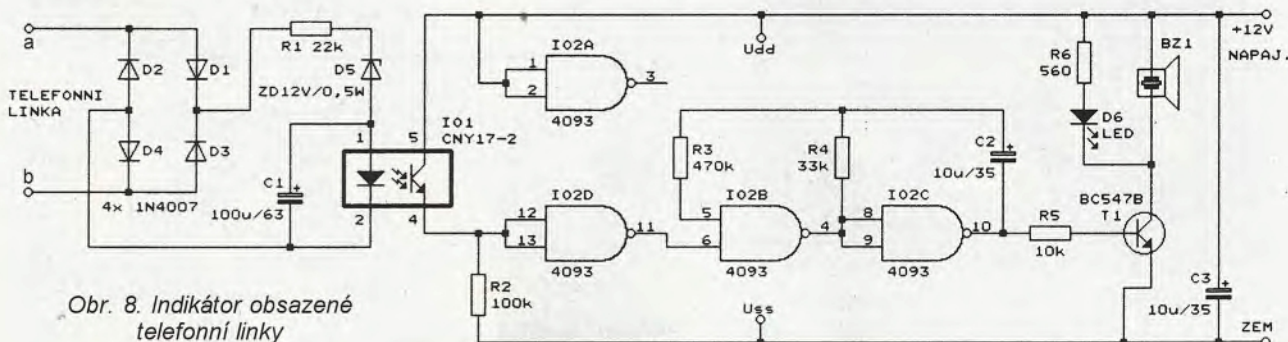 a
TELEFONNI
LINKA
b
D2
D1
D4
D3
4x 1N4007
R1 22k
D5
ZD12V/0,5W
C1
100u/63
1
2
5
4
IO1
CNY17-2
R2
100k
IO2A
1
2
3
4093
Udd
IO2D
12
13
11
4093
R3
470k
IO2B
5
6
4
4093
R4
33k
IO2C
8
9
10
4093
C2
10u/35
R5
10k
Uss
R6
560
D6
LED
BZ1
BC547B
T1
C3
10u/35
+12V
NAPAJ.
ZEM
Obr. 8. Indikátor obsazené
telefonní linky